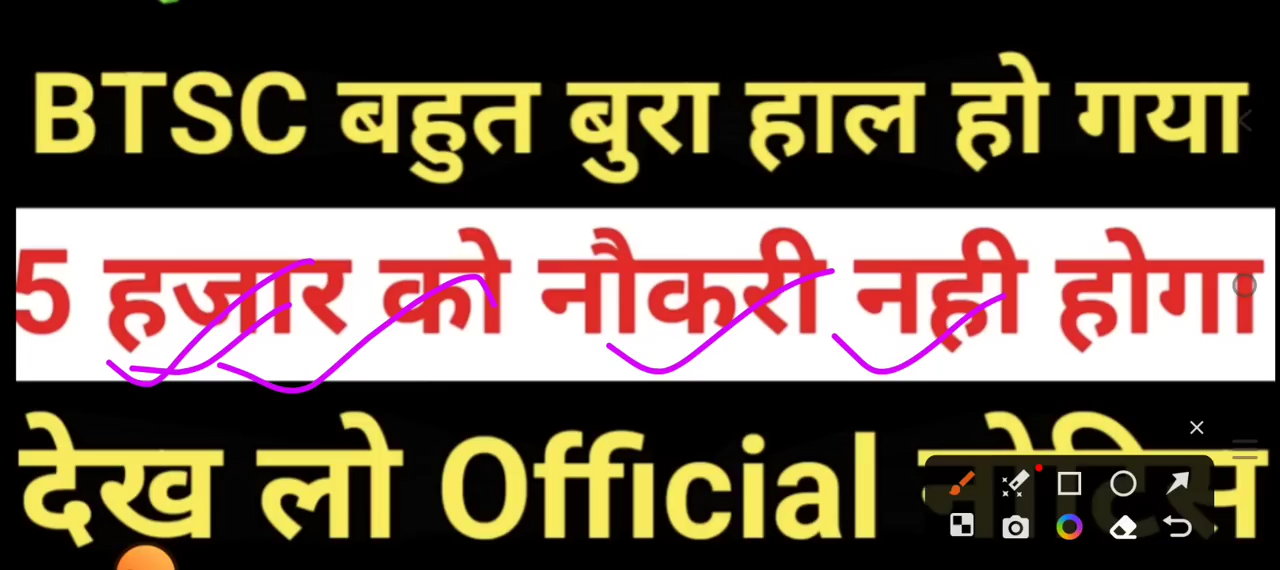 BTSC बहुत बुरा हाल हो गया
5 हजार को नौकरी नही होगा
देख लो Official नोटिस